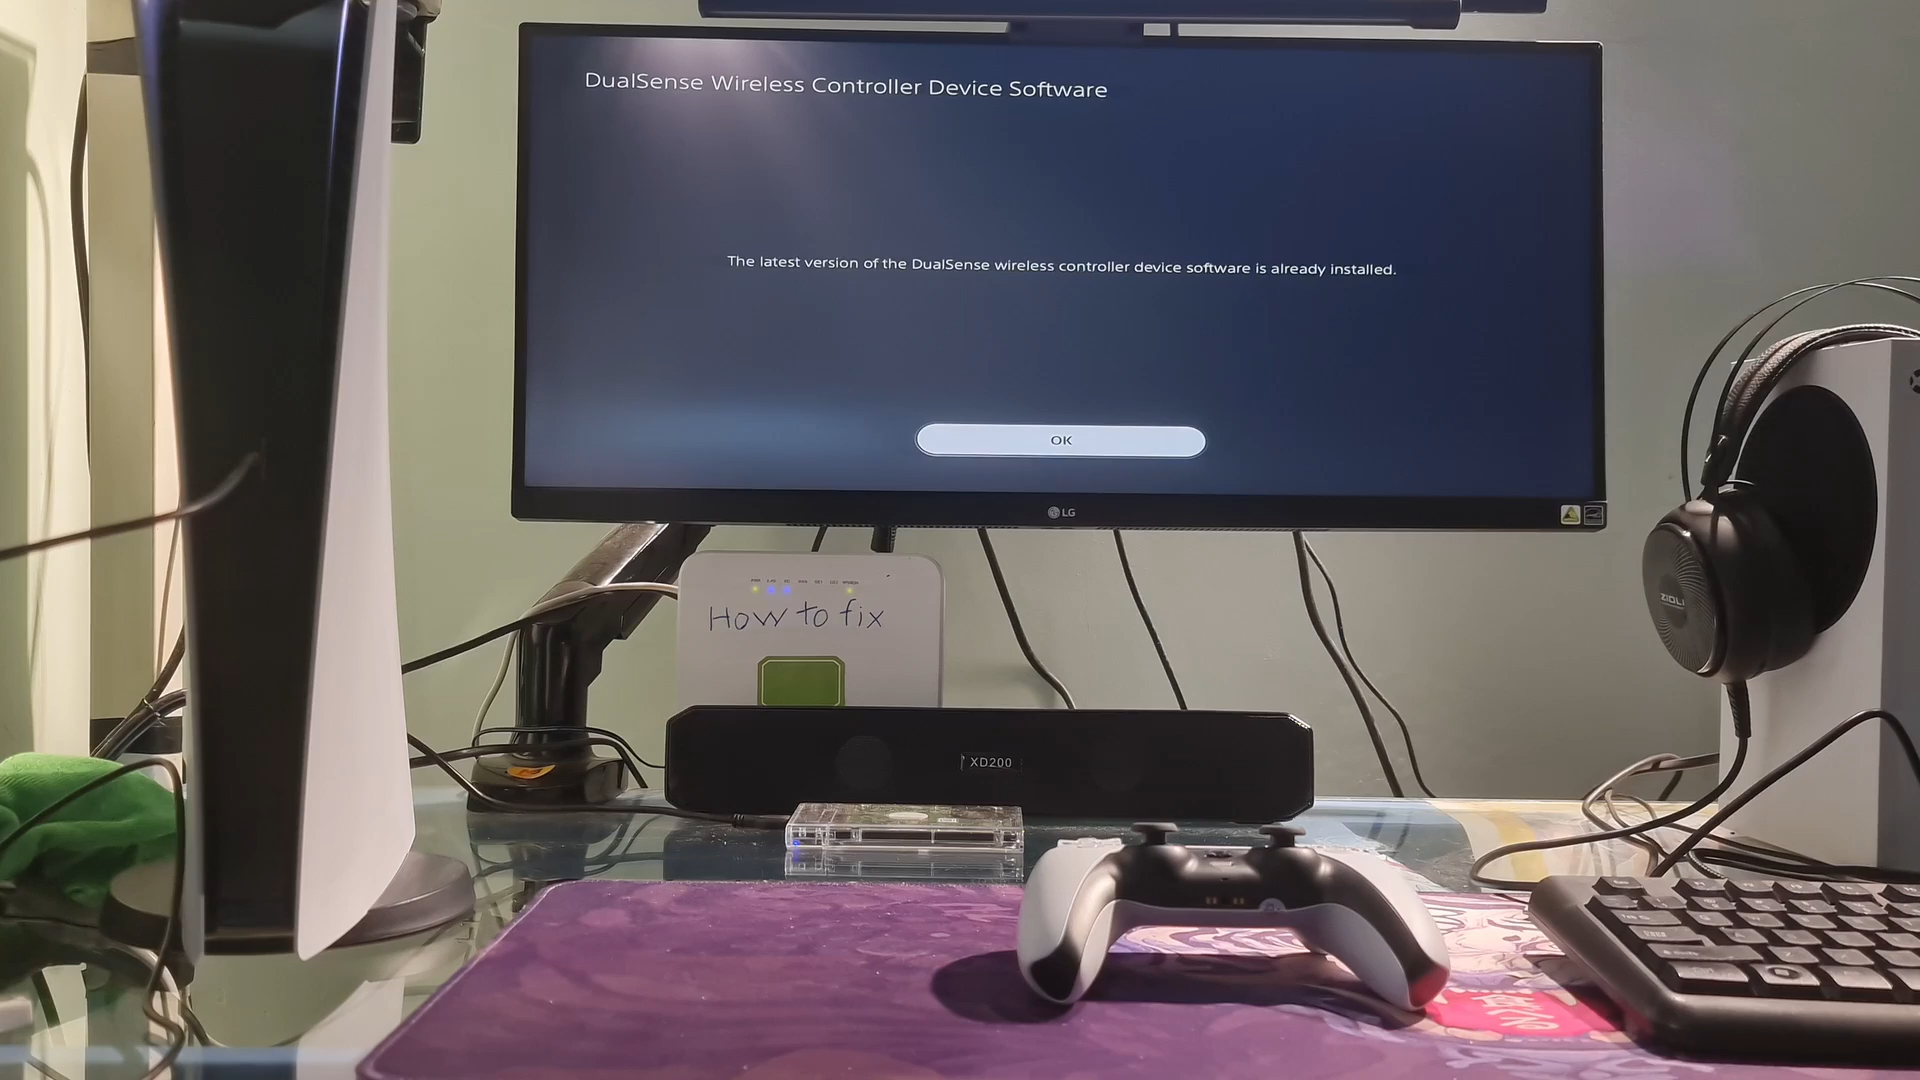 DualSense Wireless Controller Device Software
The latest version of the DualSense wireless controller device software is already installed.
OK
LG
How to fix
XD200
ZIDLI